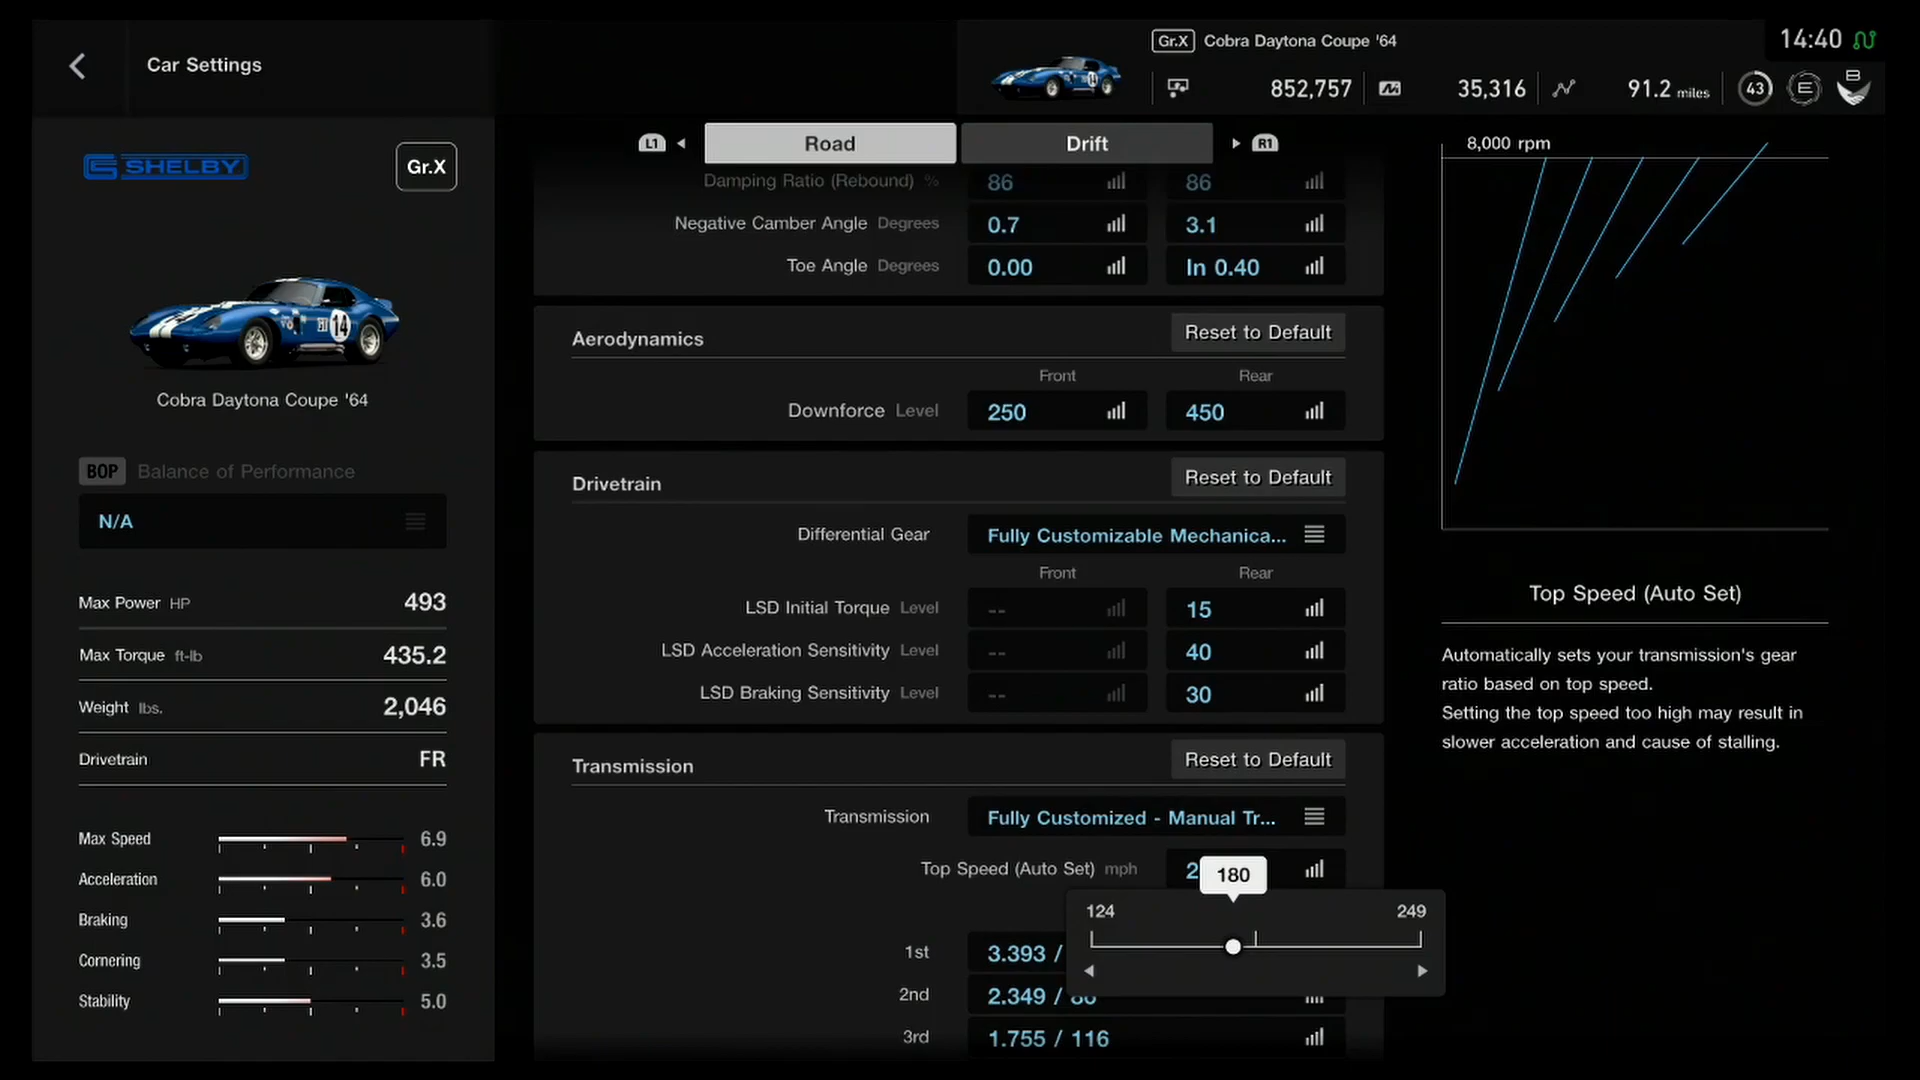 Car Settings
Gr.X Cobra Daytona Coupe '64
14:40
852,757
35,316
91.2 miles
43
E
B
SHELBY
Gr.X
14
Cobra Daytona Coupe '64
BOP Balance of Performance
N/A
Max Power HP 493
Max Torque ft-lb 435.2
Weight lbs. 2,046
Drivetrain FR
Max Speed 6.9
Acceleration 6.0
Braking 3.6
Cornering 3.5
Stability 5.0
L1 Road Drift R1
Damping Ratio (Rebound) % 86 86
Negative Camber Angle Degrees 0.7 3.1
Toe Angle Degrees 0.00 In 0.40
Aerodynamics Reset to Default
Front Rear
Downforce Level 250 450
Drivetrain Reset to Default
Differential Gear Fully Customizable Mechanica...
Front Rear
LSD Initial Torque Level -- 15
LSD Acceleration Sensitivity Level -- 40
LSD Braking Sensitivity Level -- 30
Transmission Reset to Default
Transmission Fully Customized - Manual Tr...
Top Speed (Auto Set) mph 2
180
124 249
1st 3.393 /
2nd 2.349 /
3rd 1.755 / 116
8,000 rpm
Top Speed (Auto Set)
Automatically sets your transmission's gear
ratio based on top speed.
Setting the top speed too high may result in
slower acceleration and cause of stalling.